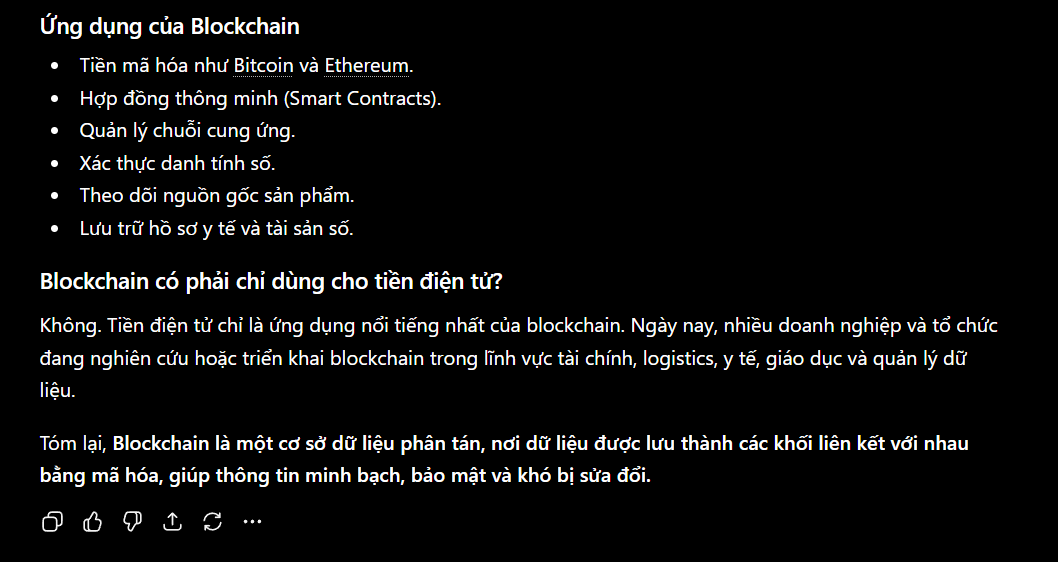 Ứng dụng của Blockchain
Tiền mã hóa như Bitcoin và Ethereum.
Hợp đồng thông minh (Smart Contracts).
Quản lý chuỗi cung ứng.
Xác thực danh tính số.
Theo dõi nguồn gốc sản phẩm.
Lưu trữ hồ sơ y tế và tài sản số.
Blockchain có phải chỉ dùng cho tiền điện tử?
Không. Tiền điện tử chỉ là ứng dụng nổi tiếng nhất của blockchain. Ngày nay, nhiều doanh nghiệp và tổ chức
đang nghiên cứu hoặc triển khai blockchain trong lĩnh vực tài chính, logistics, y tế, giáo dục và quản lý dữ
liệu.
Tóm lại, Blockchain là một cơ sở dữ liệu phân tán, nơi dữ liệu được lưu thành các khối liên kết với nhau
bằng mã hóa, giúp thông tin minh bạch, bảo mật và khó bị sửa đổi.